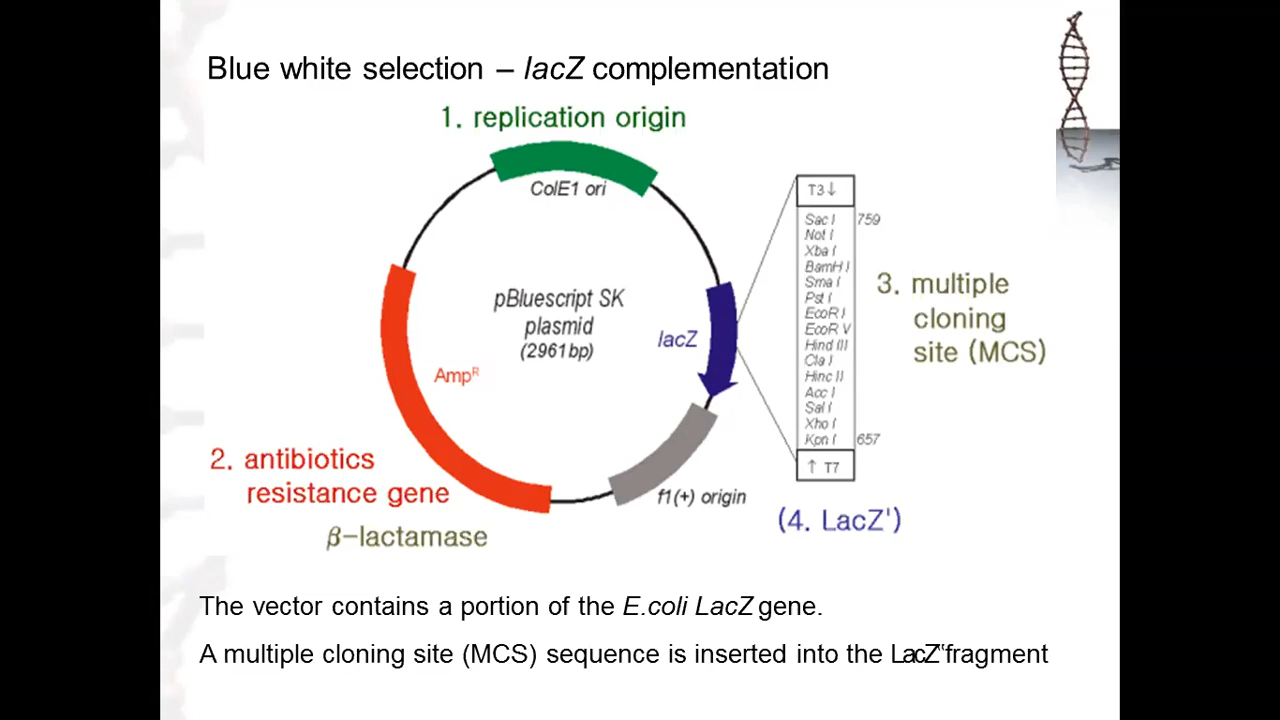 Blue white selection – lacZ complementation
1. replication origin
ColE1 ori
T3↓
Sac I 759
Not I
Xba I
BamH I
Sma I
Pst I
EcoR I
EcoR V
Hind III
Cla I
Hinc II
Acc I
Sal I
Xho I
Kpn I 657
↑ T7
3. multiple
cloning
site (MCS)
pBluescript SK
plasmid
(2961bp)
lacZ
Ampᴿ
2. antibiotics
resistance gene
β-lactamase
f1(+) origin
(4. LacZ')
The vector contains a portion of the E.coli LacZ gene.
A multiple cloning site (MCS) sequence is inserted into the LacZ‘fragment